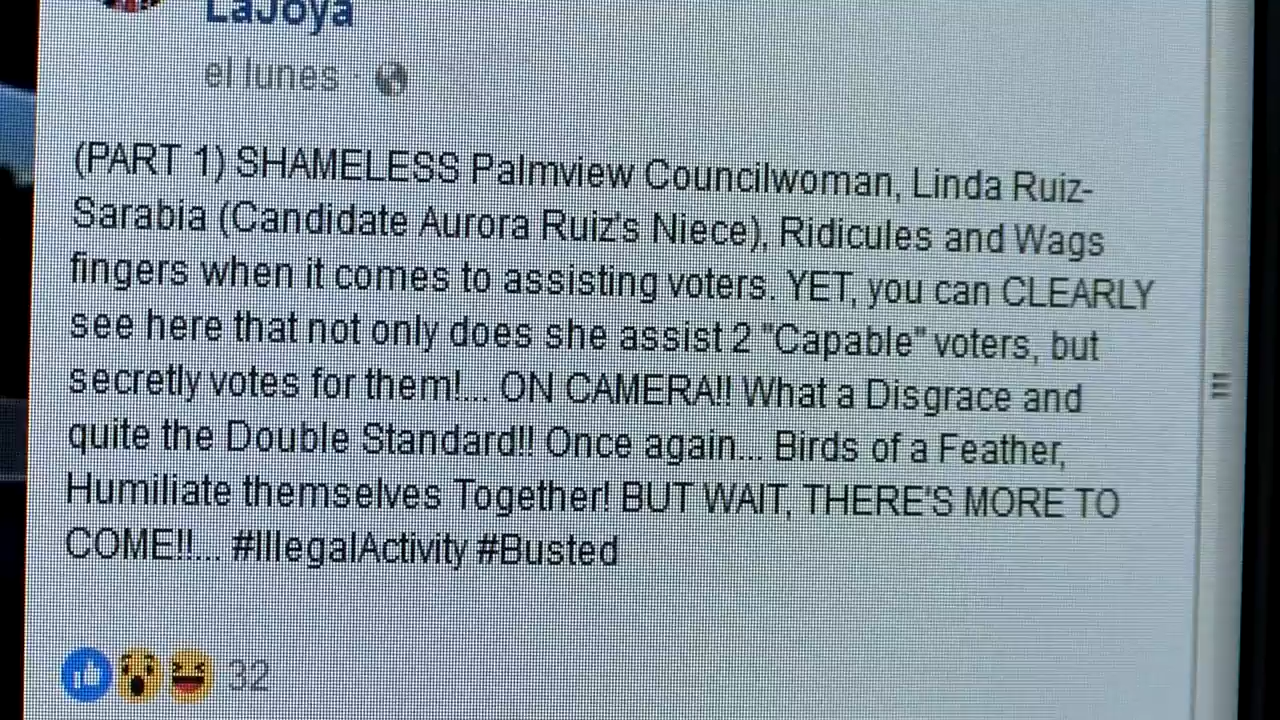 LaJoya
el lunes ·
(PART 1) SHAMELESS Palmview Councilwoman, Linda Ruiz-
Sarabia (Candidate Aurora Ruiz's Niece), Ridicules and Wags
fingers when it comes to assisting voters. YET, you can CLEARLY
see here that not only does she assist 2 "Capable" voters, but
secretly votes for them!... ON CAMERA!! What a Disgrace and
quite the Double Standard!! Once again... Birds of a Feather,
Humiliate themselves Together! BUT WAIT, THERE'S MORE TO
COME!!... #IllegalActivity #Busted
32